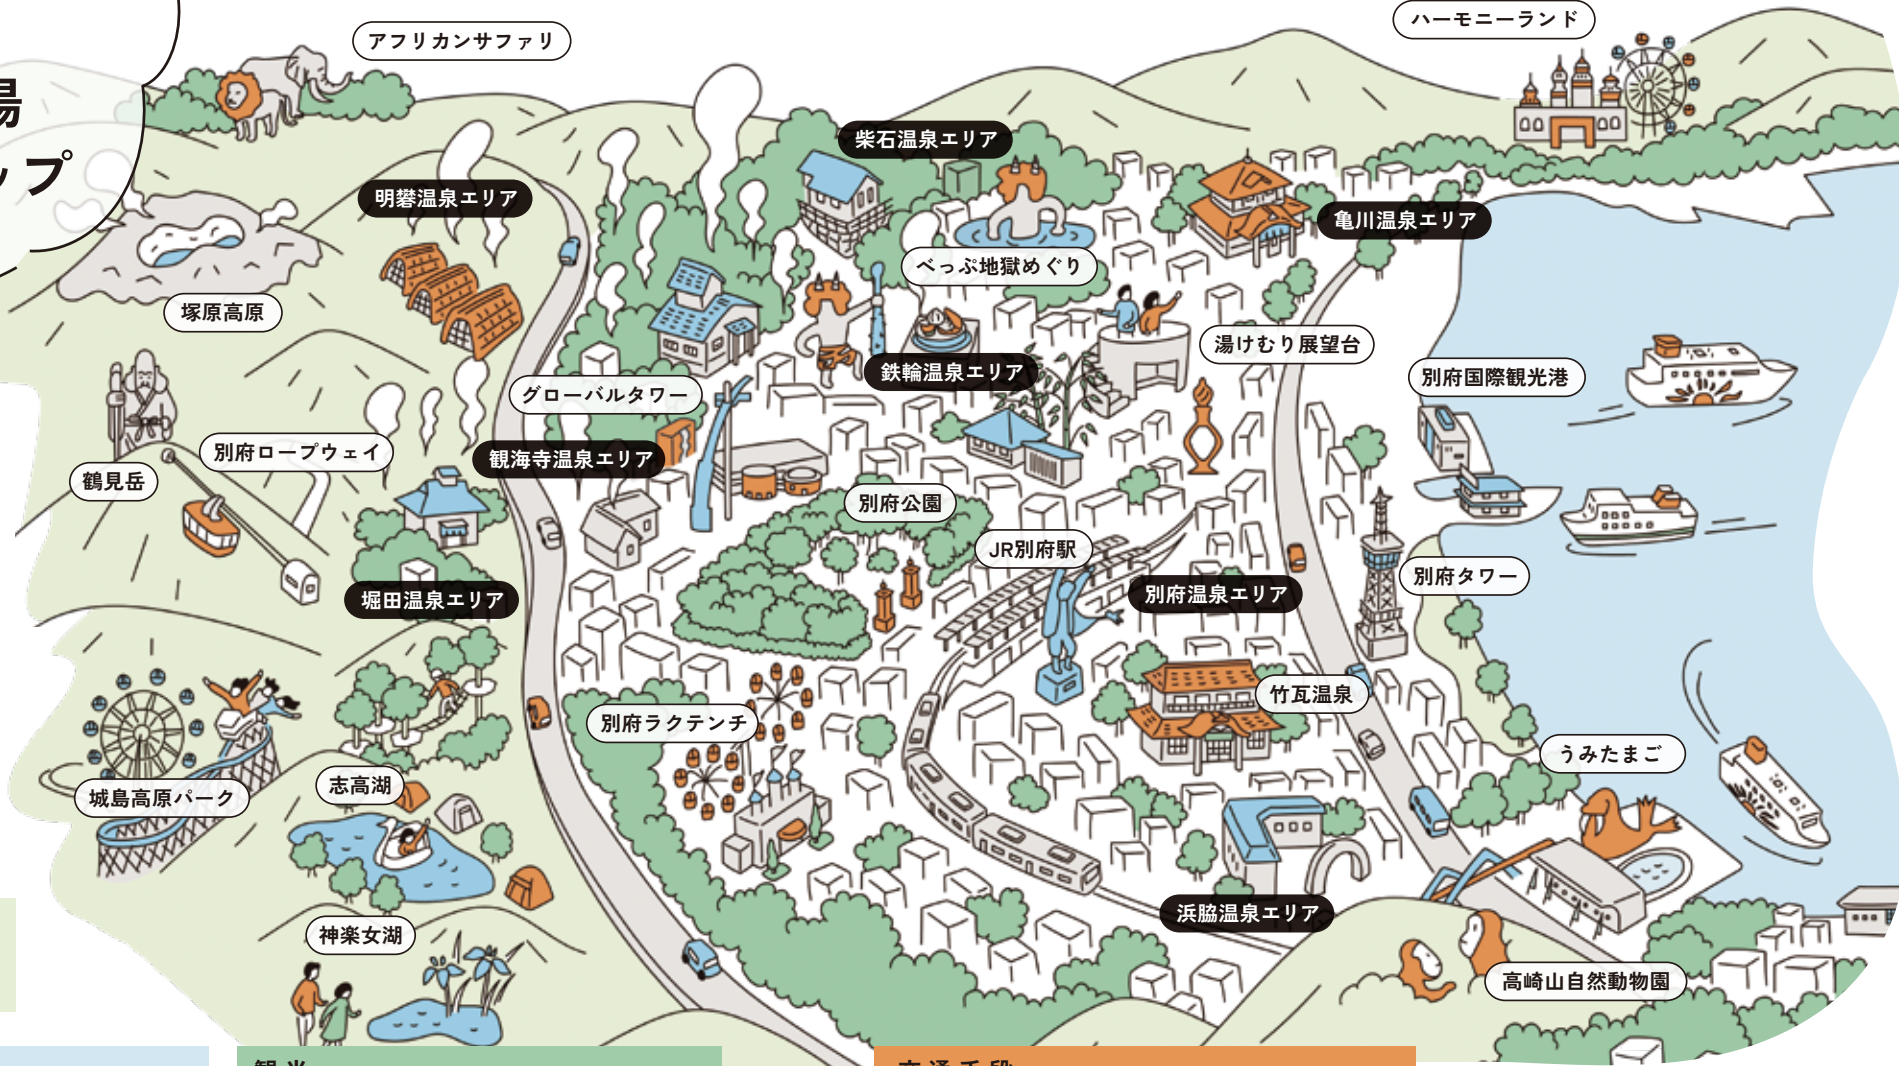 場
ップ
アフリカンサファリ
ハーモニーランド
柴石温泉エリア
明礬温泉エリア
亀川温泉エリア
べっぷ地獄めぐり
塚原高原
湯けむり展望台
鉄輪温泉エリア
別府国際観光港
グローバルタワー
別府ロープウェイ
観海寺温泉エリア
鶴見岳
別府公園
JR別府駅
別府タワー
別府温泉エリア
堀田温泉エリア
竹瓦温泉
別府ラクテンチ
うみたまご
志高湖
城島高原パーク
浜脇温泉エリア
神楽女湖
高崎山自然動物園
観光
交通手段